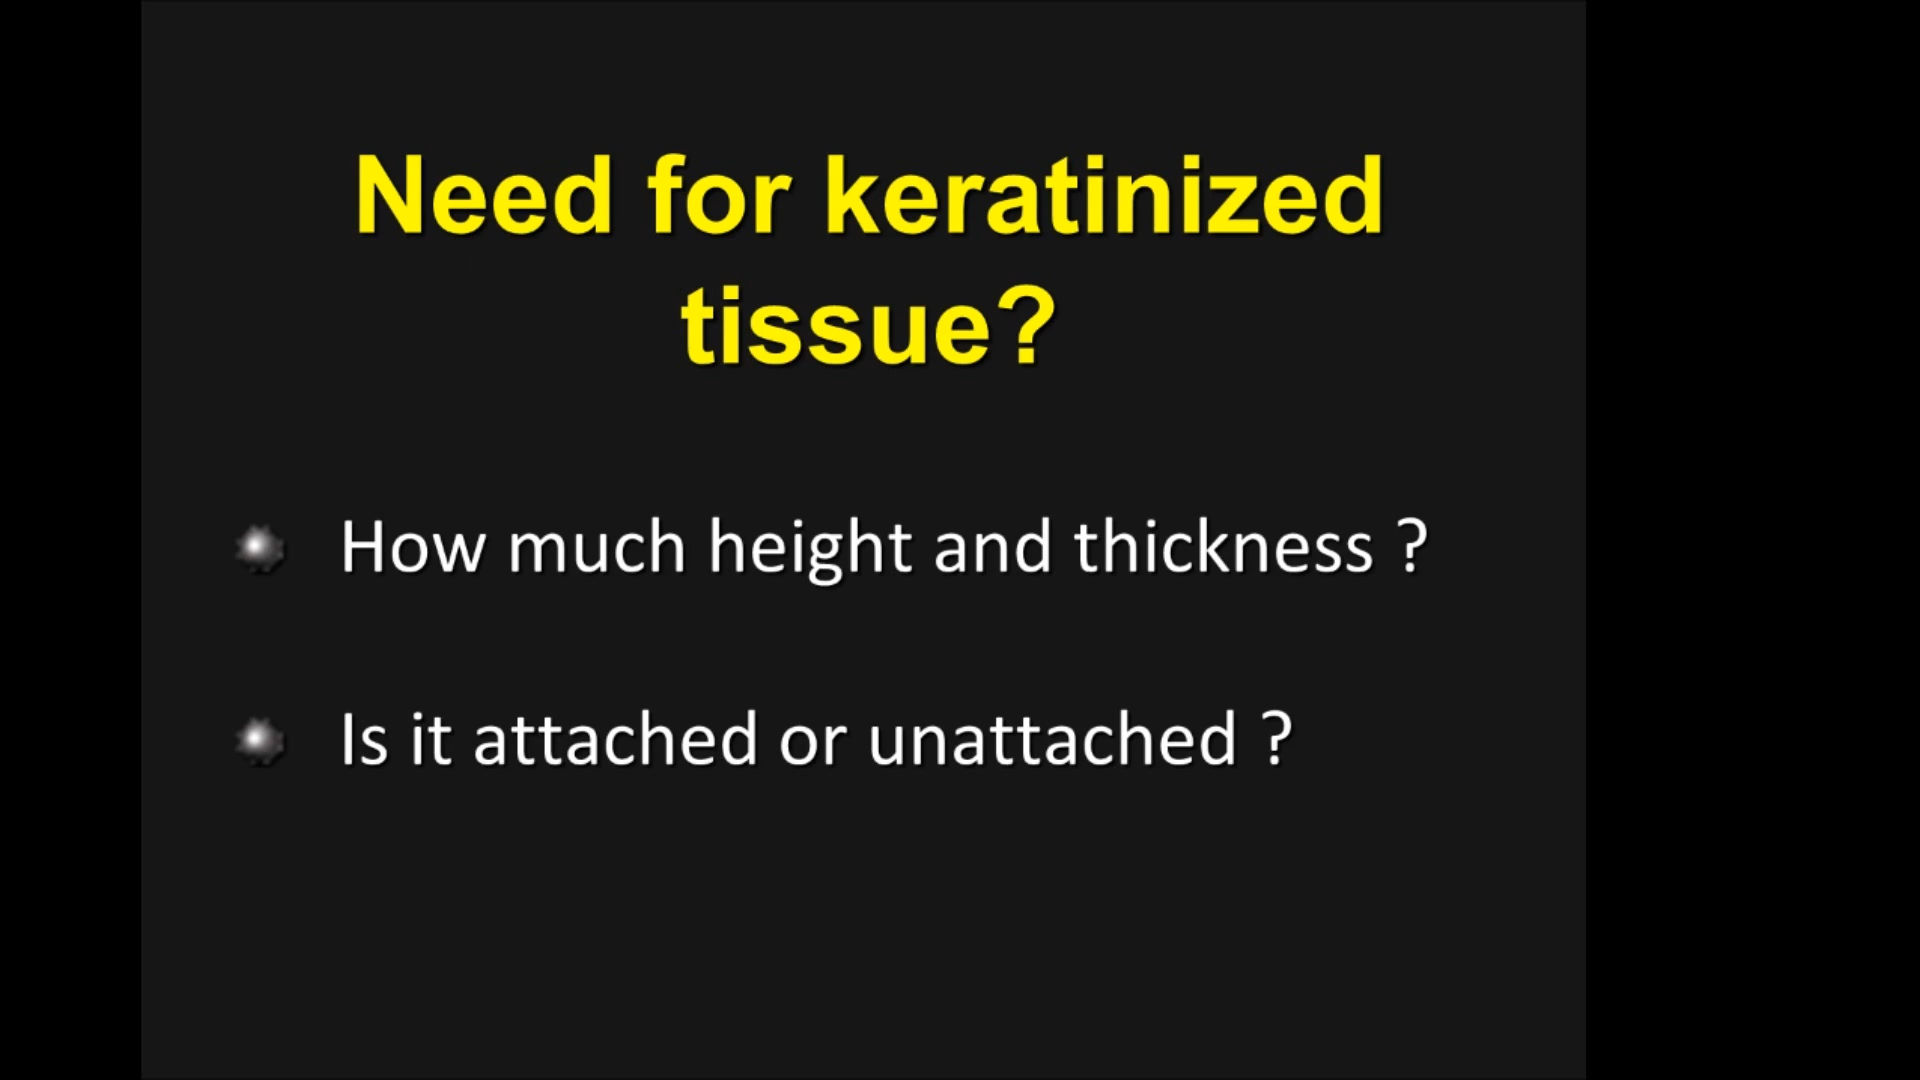 Need for keratinized
tissue?
How much height and thickness ?
Is it attached or unattached ?